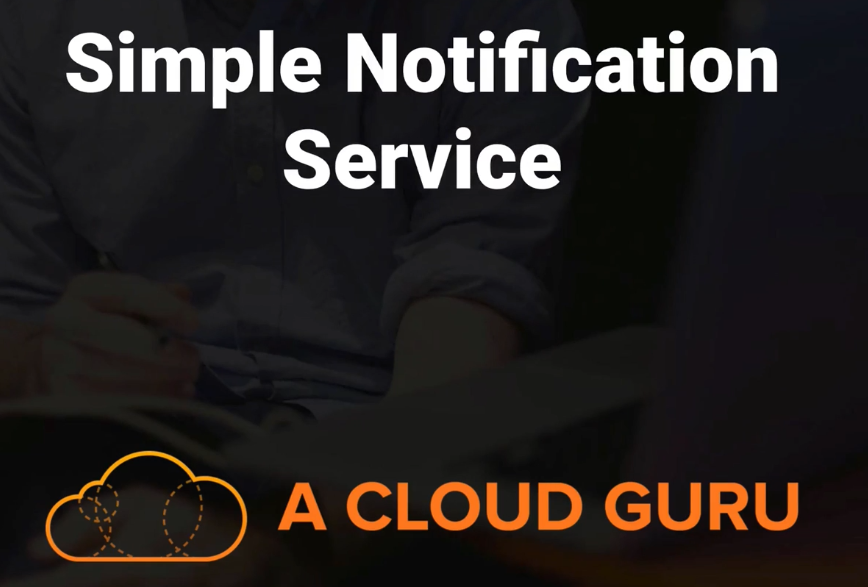 Simple Notification
Service
A CLOUD GURU